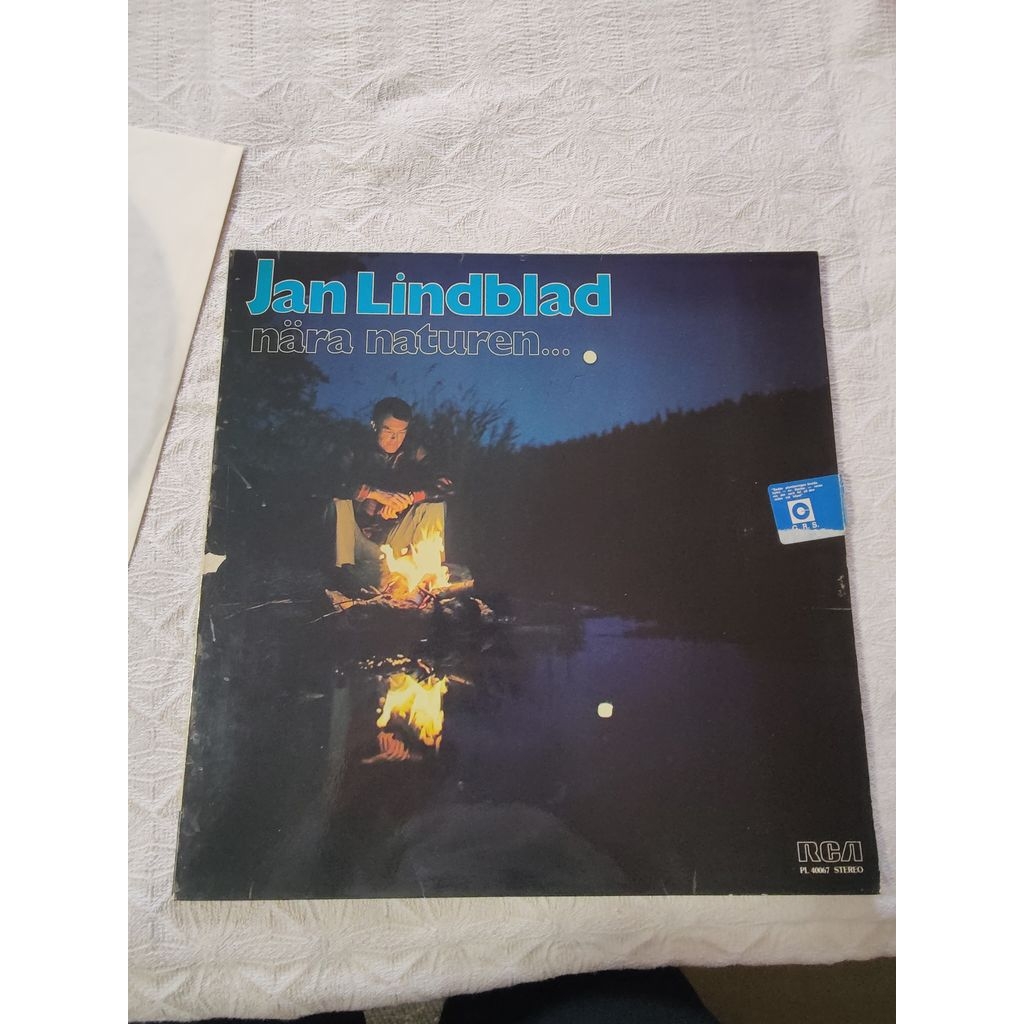 Jan Lindblad
nära naturen...
G. R. S.
RCA
PL 40067 STEREO